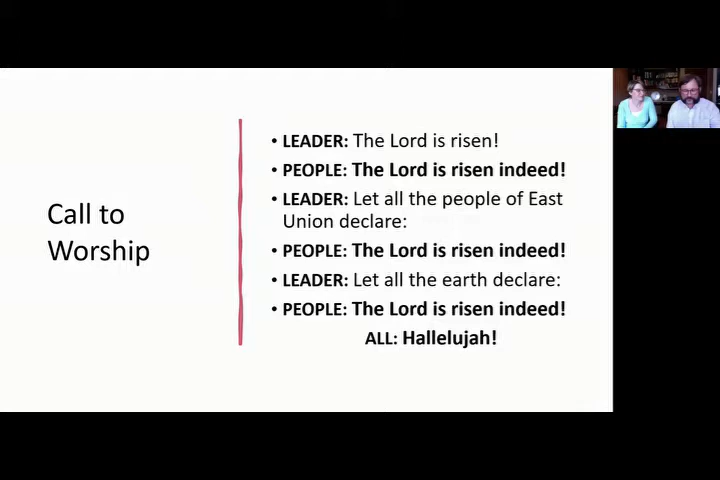 Call to
Worship
• LEADER: The Lord is risen!
• PEOPLE: The Lord is risen indeed!
• LEADER: Let all the people of East
Union declare:
• PEOPLE: The Lord is risen indeed!
• LEADER: Let all the earth declare:
• PEOPLE: The Lord is risen indeed!
ALL: Hallelujah!